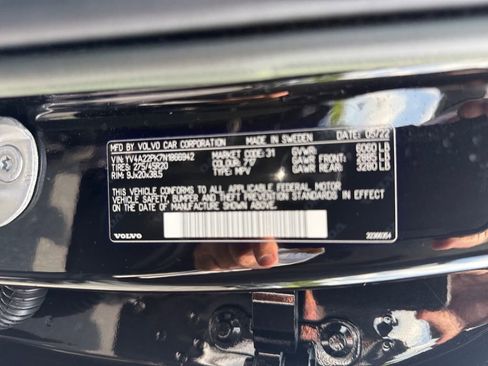 MFD BY VOLVO CAR CORPORATION MADE IN SWEDEN DATE: 05/22
VIN: YV4A22PK7N1866942 MARKET CODE: 31 GVWR: 6060 LB
TIRES: 275/45R20 COLOUR: GAWR FRONT: LB
RIM: 9Jx20x38.5 TYPE: MPV GAWR REAR: 3280 LB
THIS VEHICLE CONFORMS TO ALL APPLICABLE FEDERAL MOTOR
VEHICLE SAFETY, BUMPER AND THEFT PREVENTION STANDARDS IN
EFFECT ON THE DATE OF MANUFACTURE SHOWN ABOVE.
VOLVO